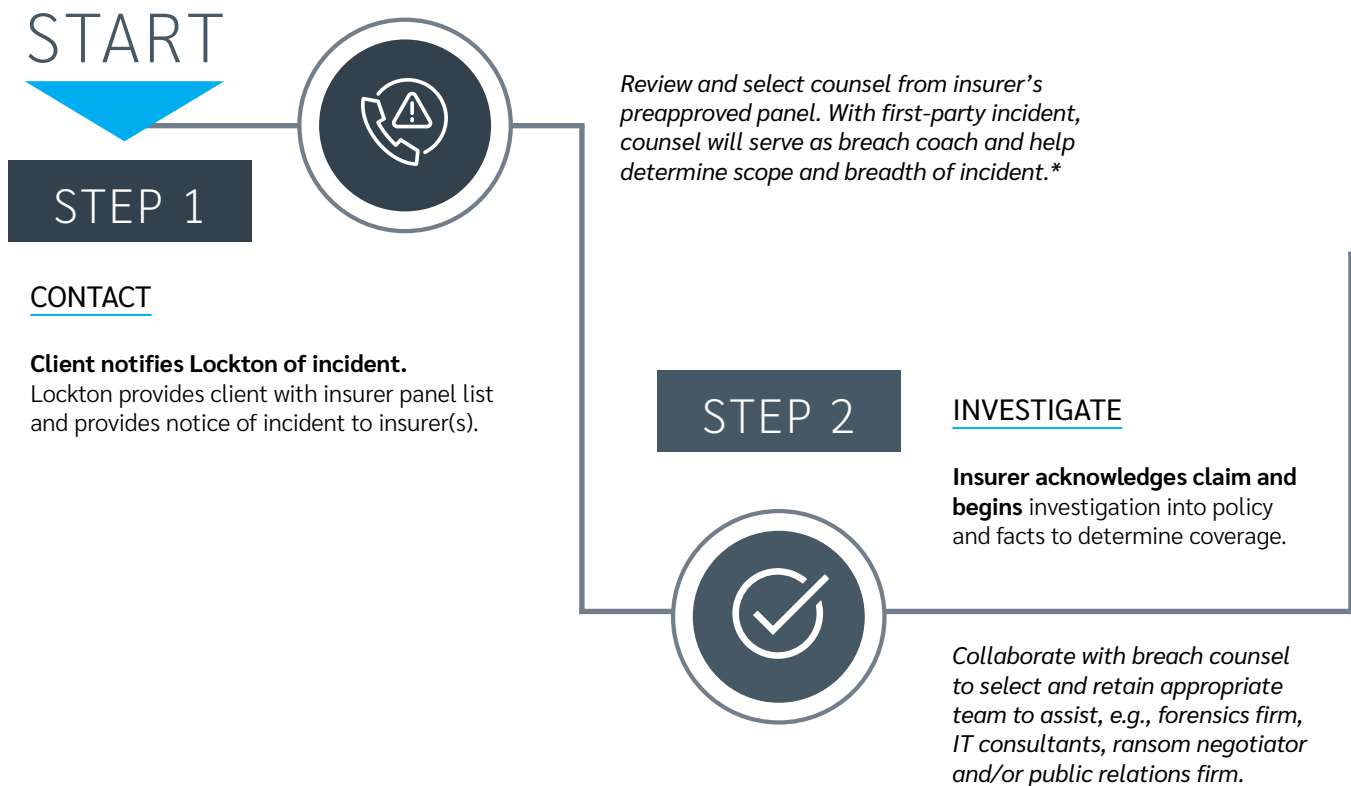 START
STEP 1
CONTACT
Client notifies Lockton of incident.
Lockton provides client with insurer panel list
and provides notice of incident to insurer(s).
Review and select counsel from insurer’s
preapproved panel. With first-party incident,
counsel will serve as breach coach and help
determine scope and breadth of incident.*
STEP 2
INVESTIGATE
Insurer acknowledges claim and
begins investigation into policy
and facts to determine coverage.
Collaborate with breach counsel
to select and retain appropriate
team to assist, e.g., forensics firm,
IT consultants, ransom negotiator
and/or public relations firm.